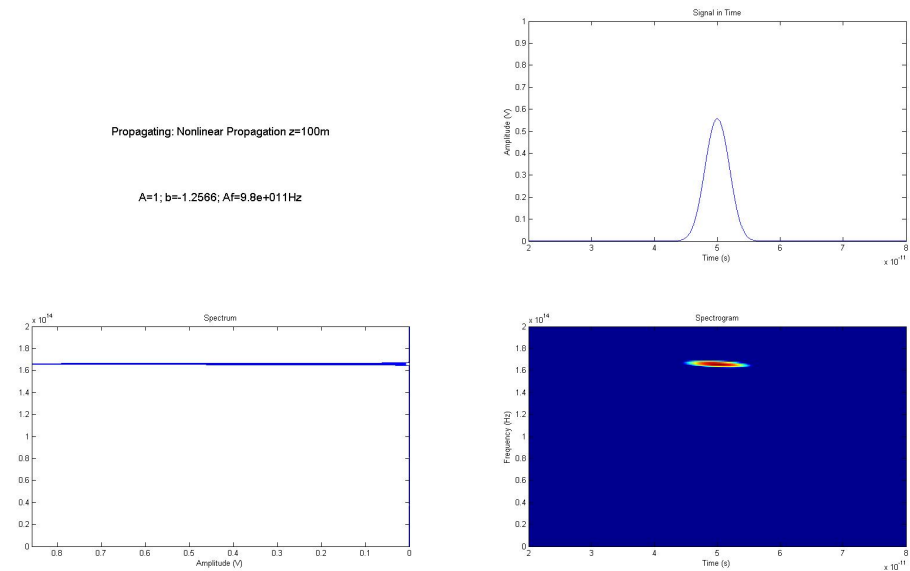 Propagating: Nonlinear Propagation z=100m
A=1; b=-1.2566; Af=9.8e+011Hz
Signal in Time
1
0.9
0.8
0.7
0.6
0.5
0.4
0.3
0.2
0.1
0
Amplitude (V)
2 3 4 5 6 7 8
Time (s)
x 10^-11
Spectrum
x 10^14
2
1.8
1.6
1.4
1.2
1
0.8
0.6
0.4
0.2
0
0.8 0.7 0.6 0.5 0.4 0.3 0.2 0.1 0
Amplitude (V)
Spectrogram
x 10^14
2
1.8
1.6
1.4
1.2
1
0.8
0.6
0.4
0.2
0
Frequency (Hz)
2 3 4 5 6 7 8
Time (s)
x 10^-11